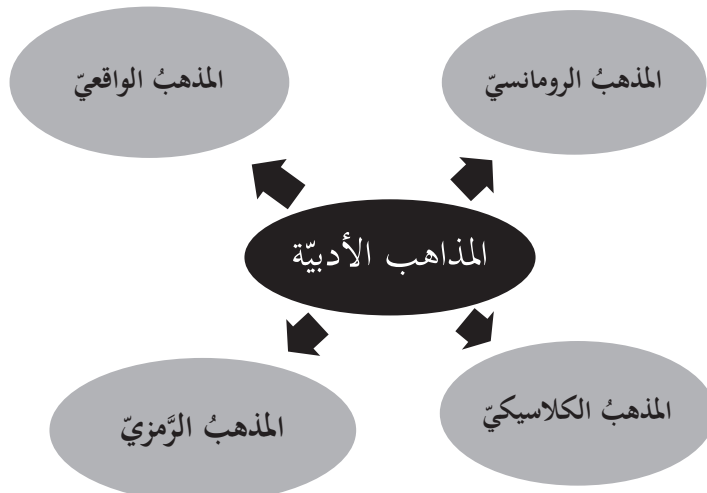 المذهبُ الرومانسيّ
المذهبُ الواقعيّ
المذاهب الأدبيّة
المذهبُ الكلاسيكيّ
المذهبُ الرَّمزيّ